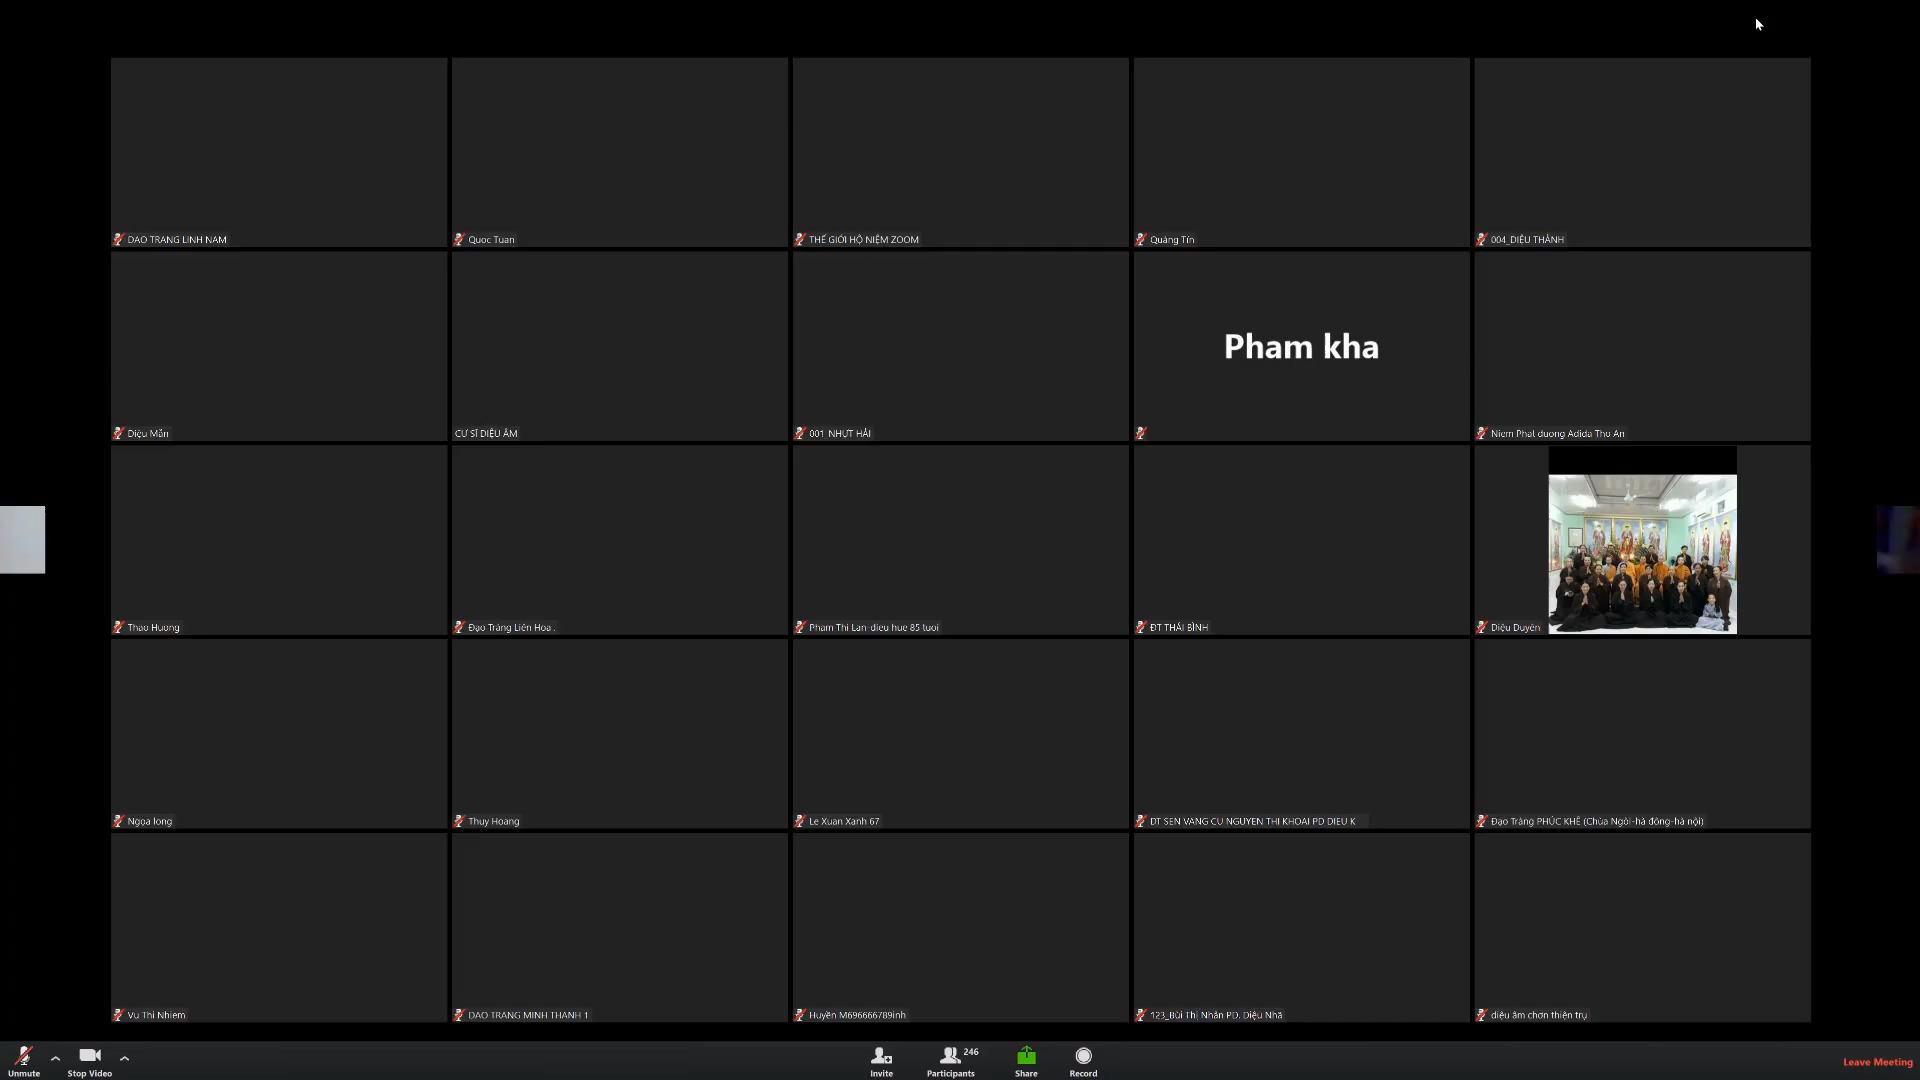 DAO TRANG LINH NAM
Quoc Tuan
THẾ GIỚI HỘ NIỆM ZOOM
Quảng Tín
004_DIỆU THÀNH
Diệu Mẫn
CƯ SĨ DIỆU ÂM
001 NHỰT HẢI
Pham kha
Niem Phat duong Adida Tho An
Thao Huong
Đạo Tràng Liên Hoa .
Pham Thi Lan-dieu hue 85 tuoi
ĐT THÁI BÌNH
Diệu Duyên
Ngọa long
Thuy Hoang
Le Xuan Xanh 67
DT SEN VANG CU NGUYEN THI KHOAI PD DIEU K
Đạo Tràng PHÚC KHÊ (Chùa Ngòi-hà đông-hà nội)
Vu Thi Nhiem
DAO TRANG MINH THANH 1
Huyền M696666789inh
123_Bùi Thị Nhân PD. Diệu Nhã
diệu âm chơn thiện trụ
Unmute
Stop Video
Invite
246
Participants
Share
Record
Leave Meeting